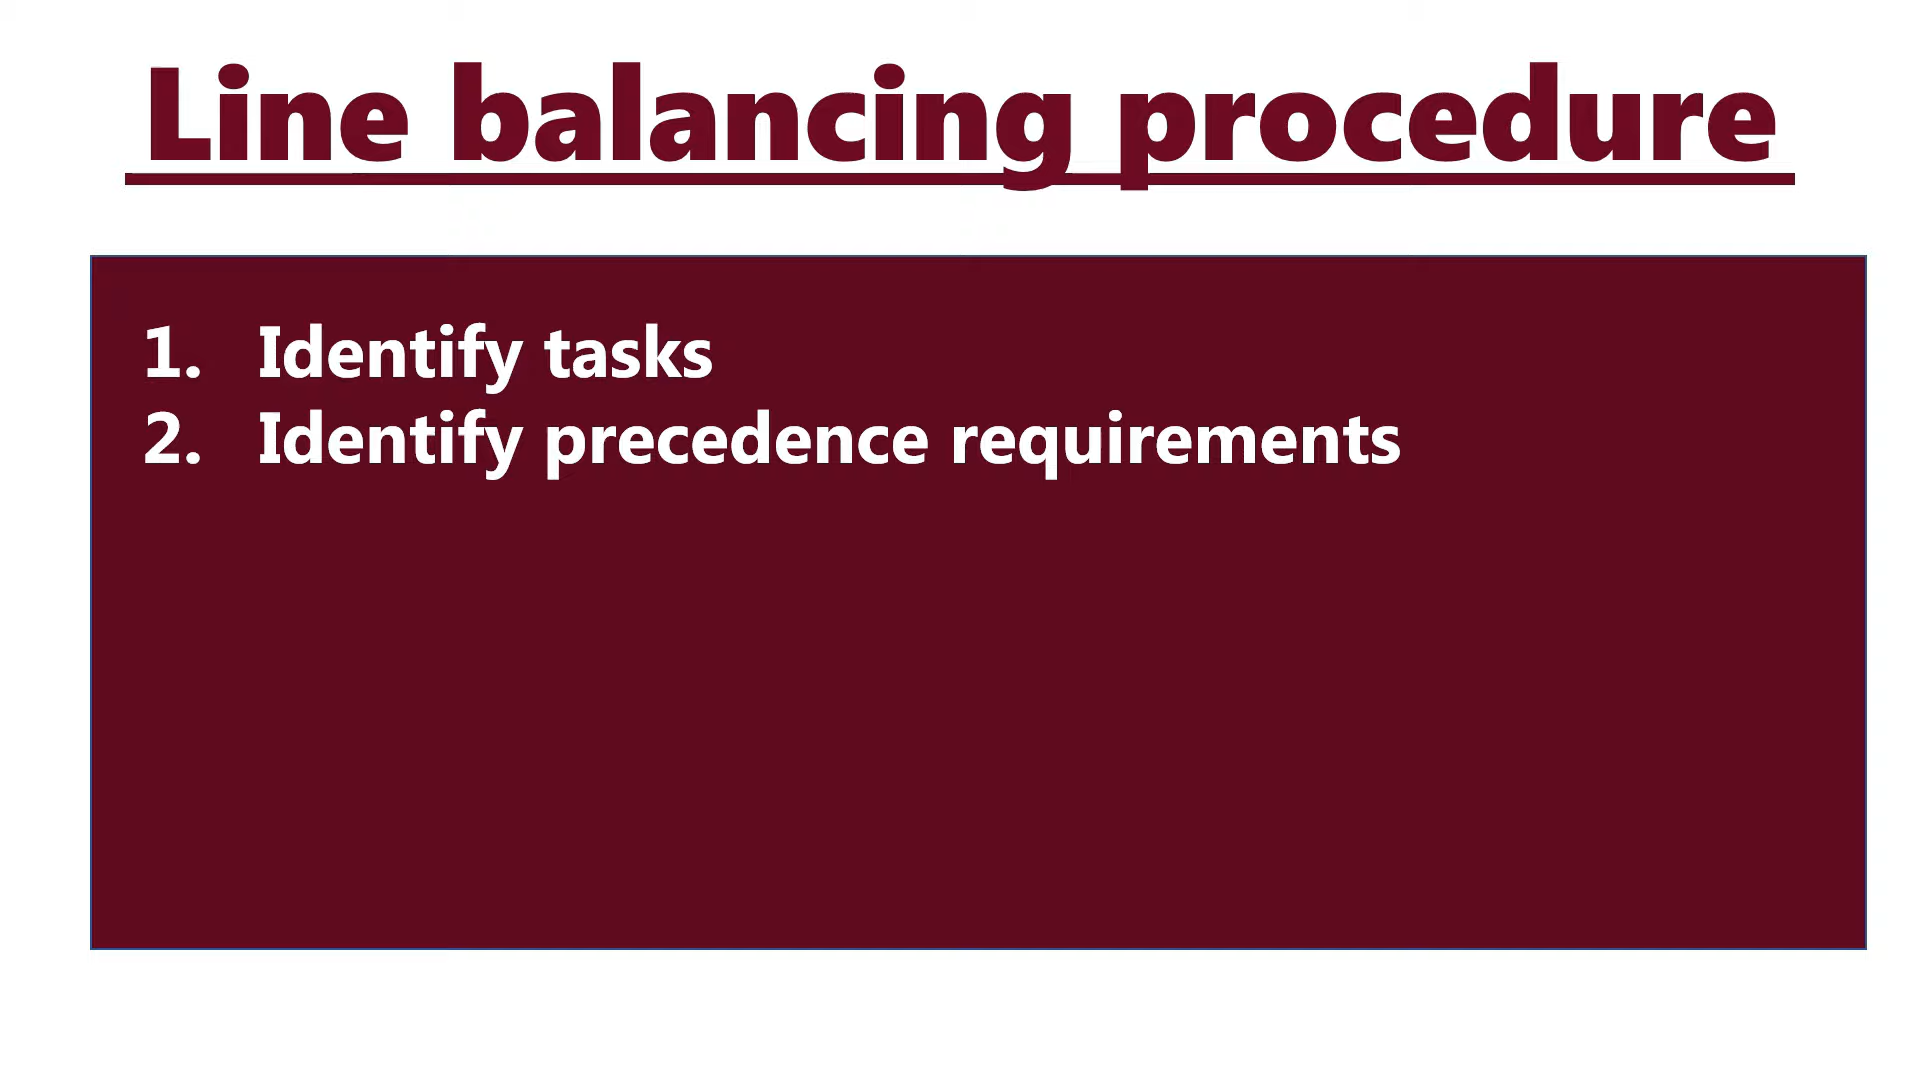 Line balancing procedure
1. Identify tasks
2. Identify precedence requirements